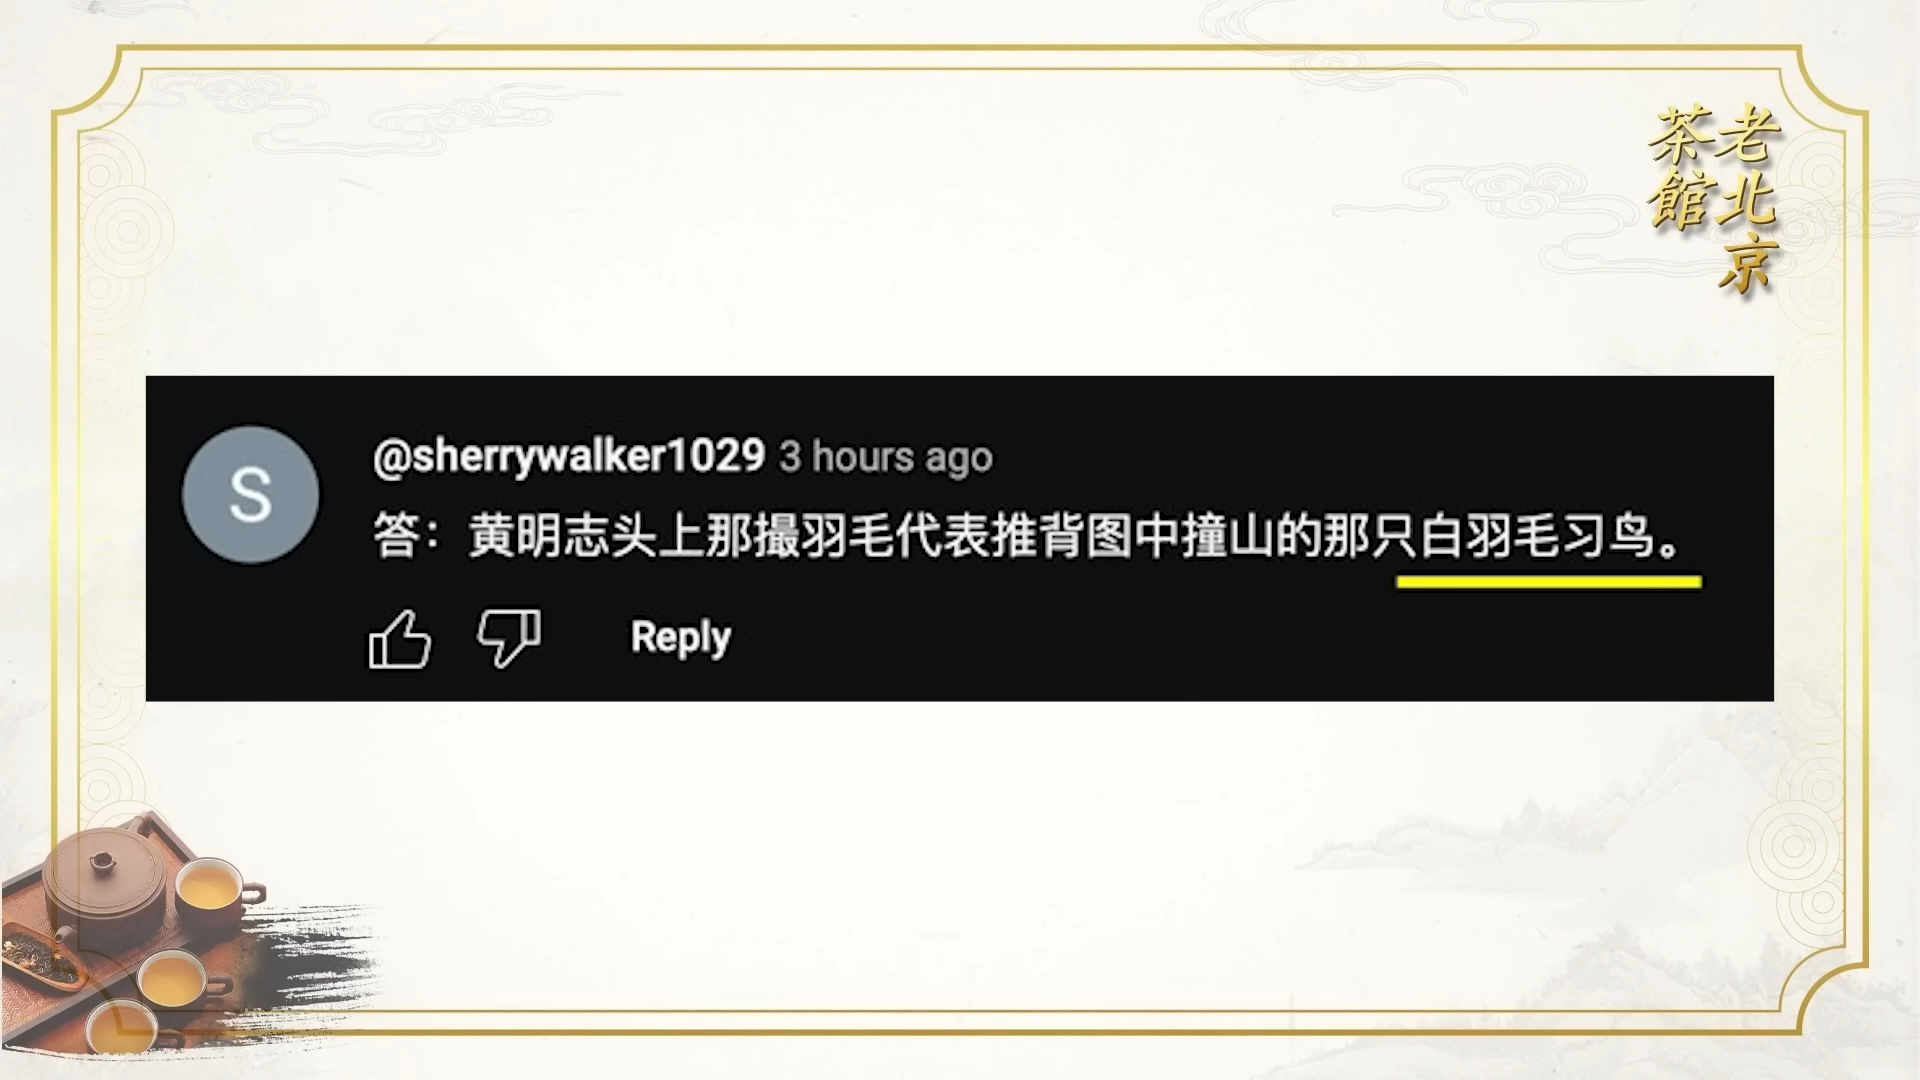 老北京
茶館
@sherrywalker1029 3 hours ago
答：黄明志头上那撮羽毛代表推背图中撞山的那只白羽毛习鸟。
Reply
S